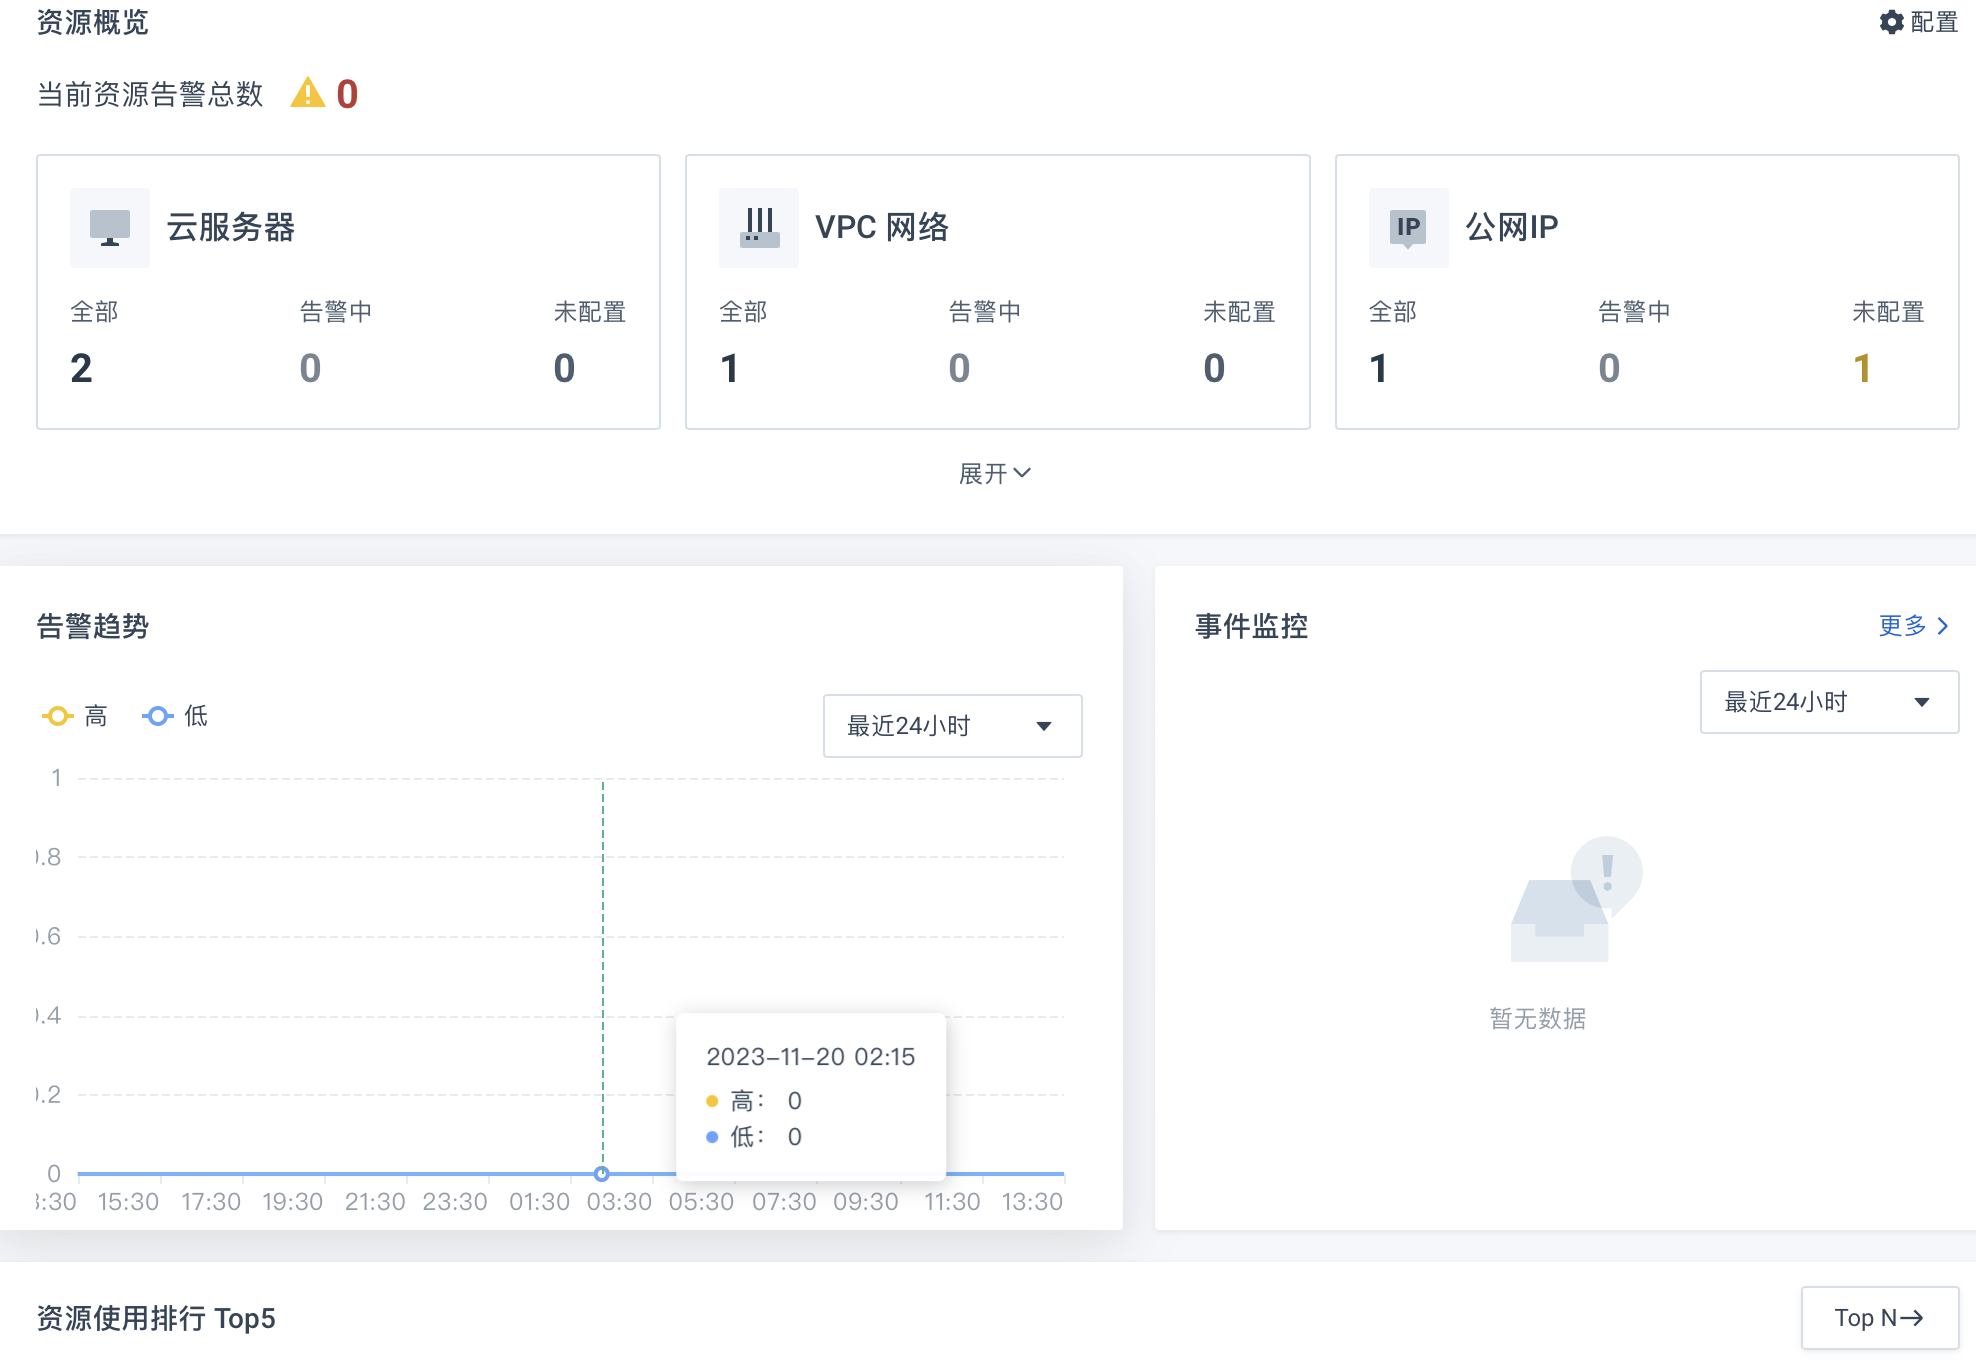 资源概览
配置
当前资源告警总数 0
云服务器
全部 告警中 未配置
2 0 0
VPC 网络
全部 告警中 未配置
1 0 0
IP
公网IP
全部 告警中 未配置
1 0 1
展开
告警趋势
高 低
最近24小时
1
.8
.6
.4
.2
0
:30 15:30 17:30 19:30 21:30 23:30 01:30 03:30 05:30 07:30 09:30 11:30 13:30
2023-11-20 02:15
高: 0
低: 0
事件监控
更多
最近24小时
暂无数据
资源使用排行 Top5
Top N→